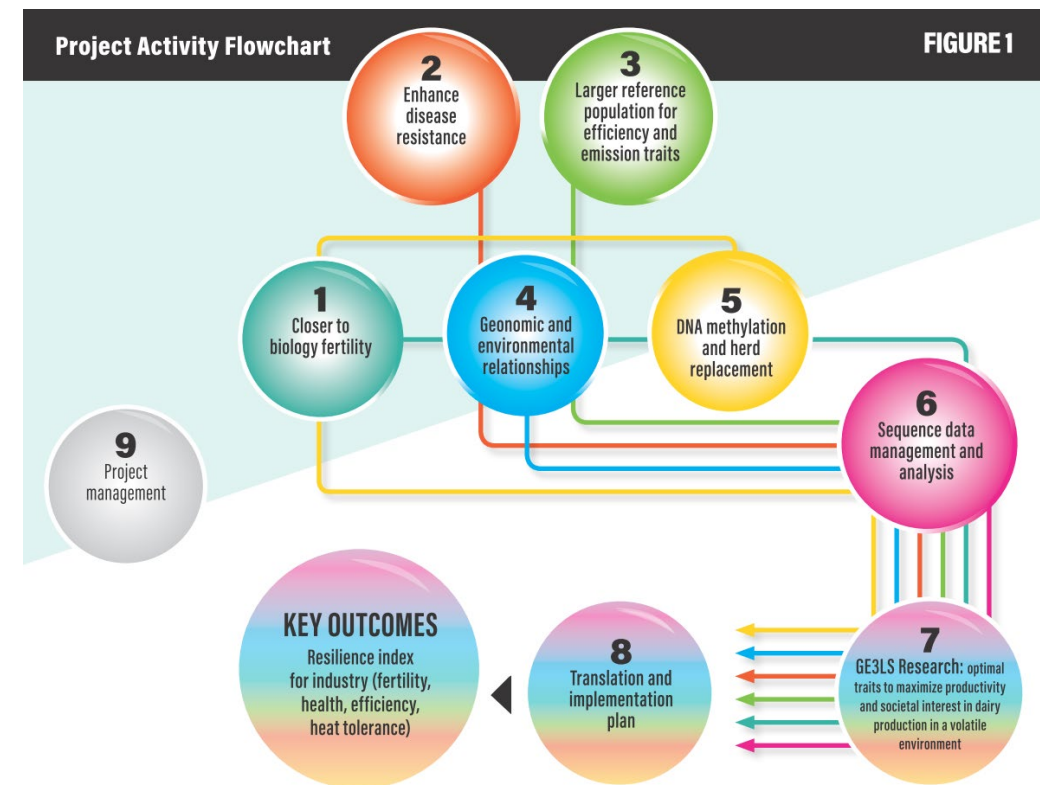 Project Activity Flowchart
FIGURE 1
2
Enhance
disease
resistance
3
Larger reference
population for
efficiency and
emission traits
1
Closer to
biology fertility
4
Geonomic and
environmental
relationships
5
DNA methylation
and herd
replacement
6
Sequence data
management and
analysis
9
Project
management
KEY OUTCOMES
Resilience index
for industry (fertility,
health, efficiency,
heat tolerance)
8
Translation and
implementation
plan
7
GE3LS Research: optimal
traits to maximize productivity
and societal interest in dairy
production in a volatile
environment